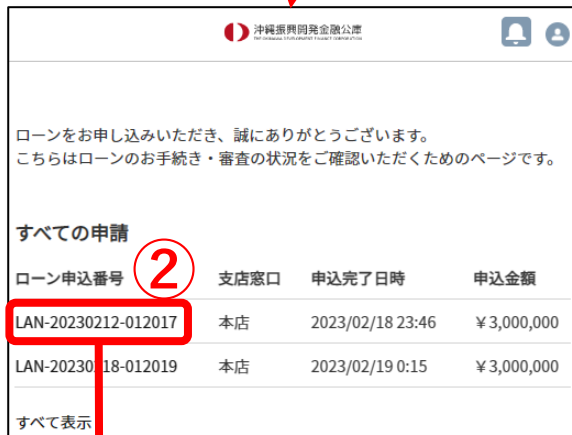 沖縄振興開発金融公庫
THE OKINAWA DEVELOPMENT FINANCE CORPORATION
ローンをお申し込みいただき、誠にありがとうございます。
こちらはローンのお手続き・審査の状況をご確認いただくためのページです。
すべての申請
②
ローン申込番号 支店窓口 申込完了日時 申込金額
LAN-20230212-012017 本店 2023/02/18 23:46 ¥3,000,000
18-012019 本店 2023/02/19 0:15 ¥3,000,000
すべて表示